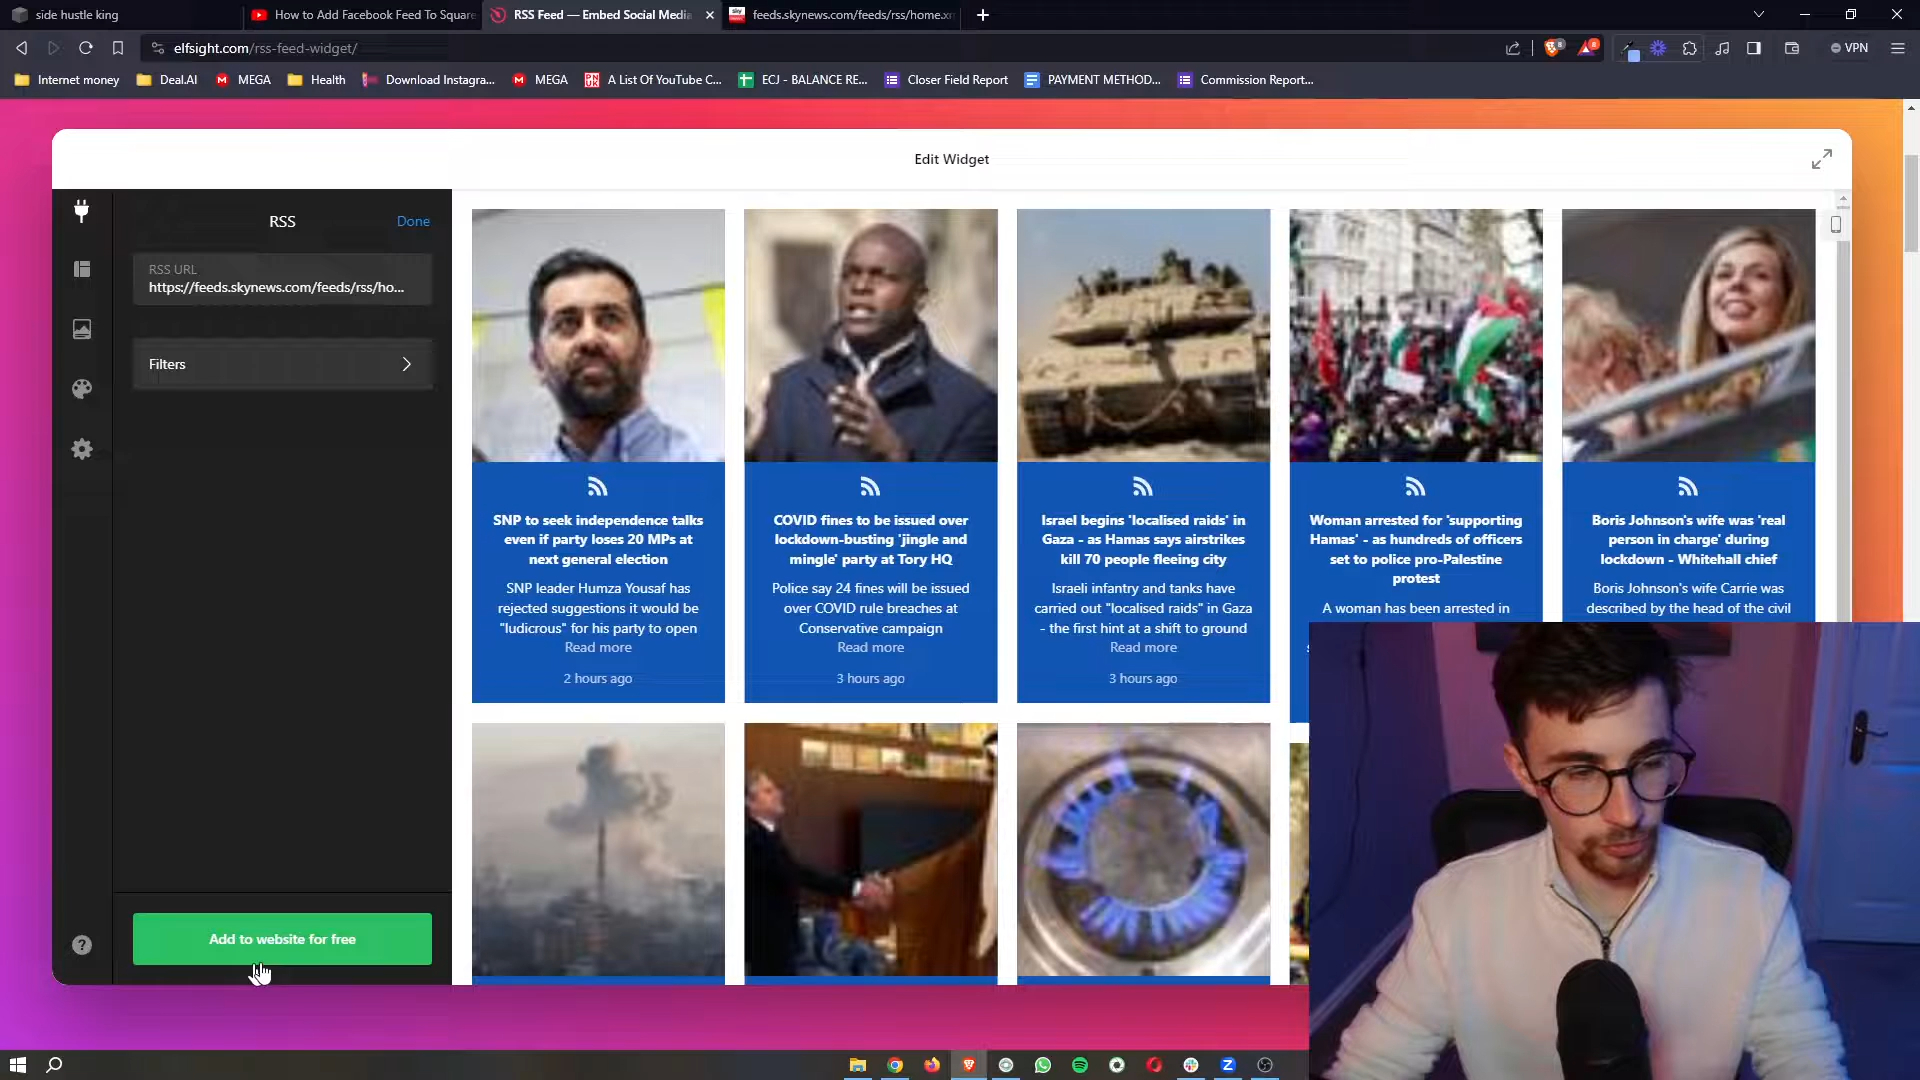 side hustle king
How to Add Facebook Feed To Square
RSS Feed — Embed Social Media
feeds.skynews.com/feeds/rss/home.xm
elfsight.com/rss-feed-widget/
VPN
Internet money
Deal.AI
MEGA
Health
Download Instagra...
MEGA
A List Of YouTube C...
ECJ - BALANCE RE...
Closer Field Report
PAYMENT METHOD...
Commission Report...
Edit Widget
RSS
Done
RSS URL
https://feeds.skynews.com/feeds/rss/ho...
Filters
Add to website for free
SNP to seek independence talks
even if party loses 20 MPs at
next general election
SNP leader Humza Yousaf has
rejected suggestions it would be
"ludicrous" for his party to open
Read more
2 hours ago
COVID fines to be issued over
lockdown-busting 'jingle and
mingle' party at Tory HQ
Police say 24 fines will be issued
over COVID rule breaches at
Conservative campaign
Read more
3 hours ago
Israel begins 'localised raids' in
Gaza - as Hamas says airstrikes
kill 70 people fleeing city
Israeli infantry and tanks have
carried out "localised raids" in Gaza
- the first hint at a shift to ground
Read more
3 hours ago
Woman arrested for 'supporting
Hamas' - as hundreds of officers
set to police pro-Palestine
protest
A woman has been arrested in
Boris Johnson's wife was 'real
person in charge' during
lockdown - Whitehall chief
Boris Johnson's wife Carrie was
described by the head of the civil